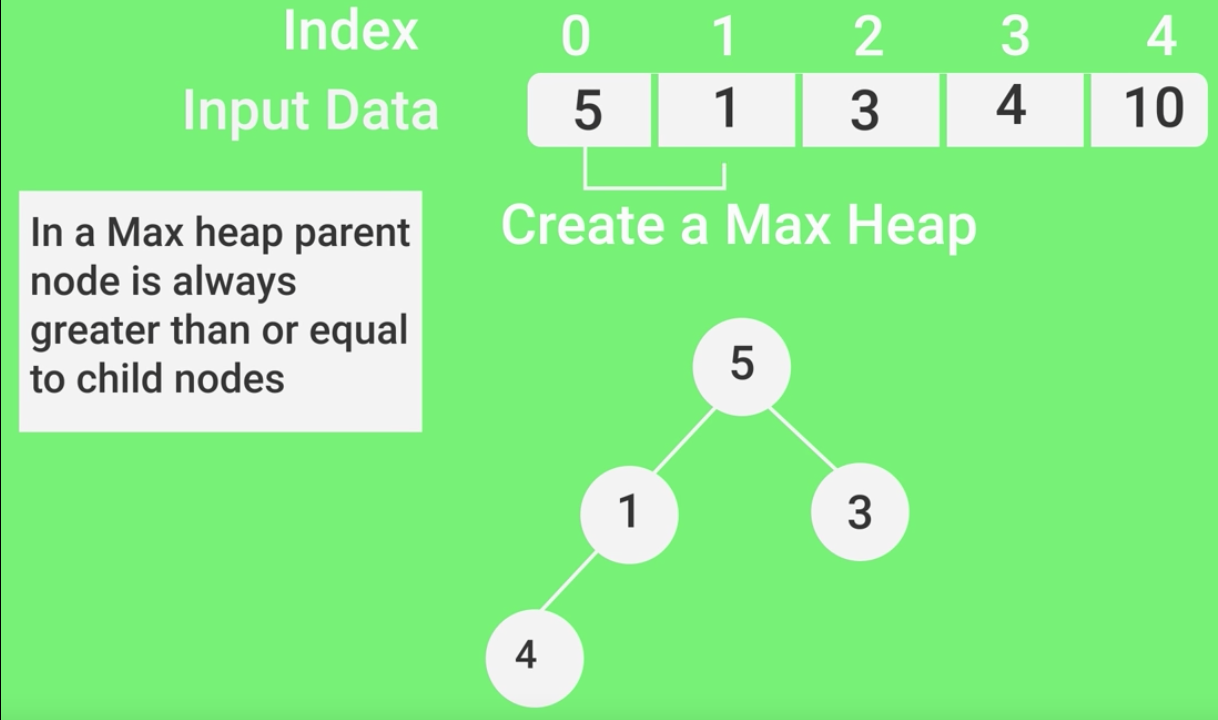 Index 0 1 2 3 4
Input Data 5 1 3 4 10
In a Max heap parent
node is always
greater than or equal
to child nodes
Create a Max Heap
5
1 3
4